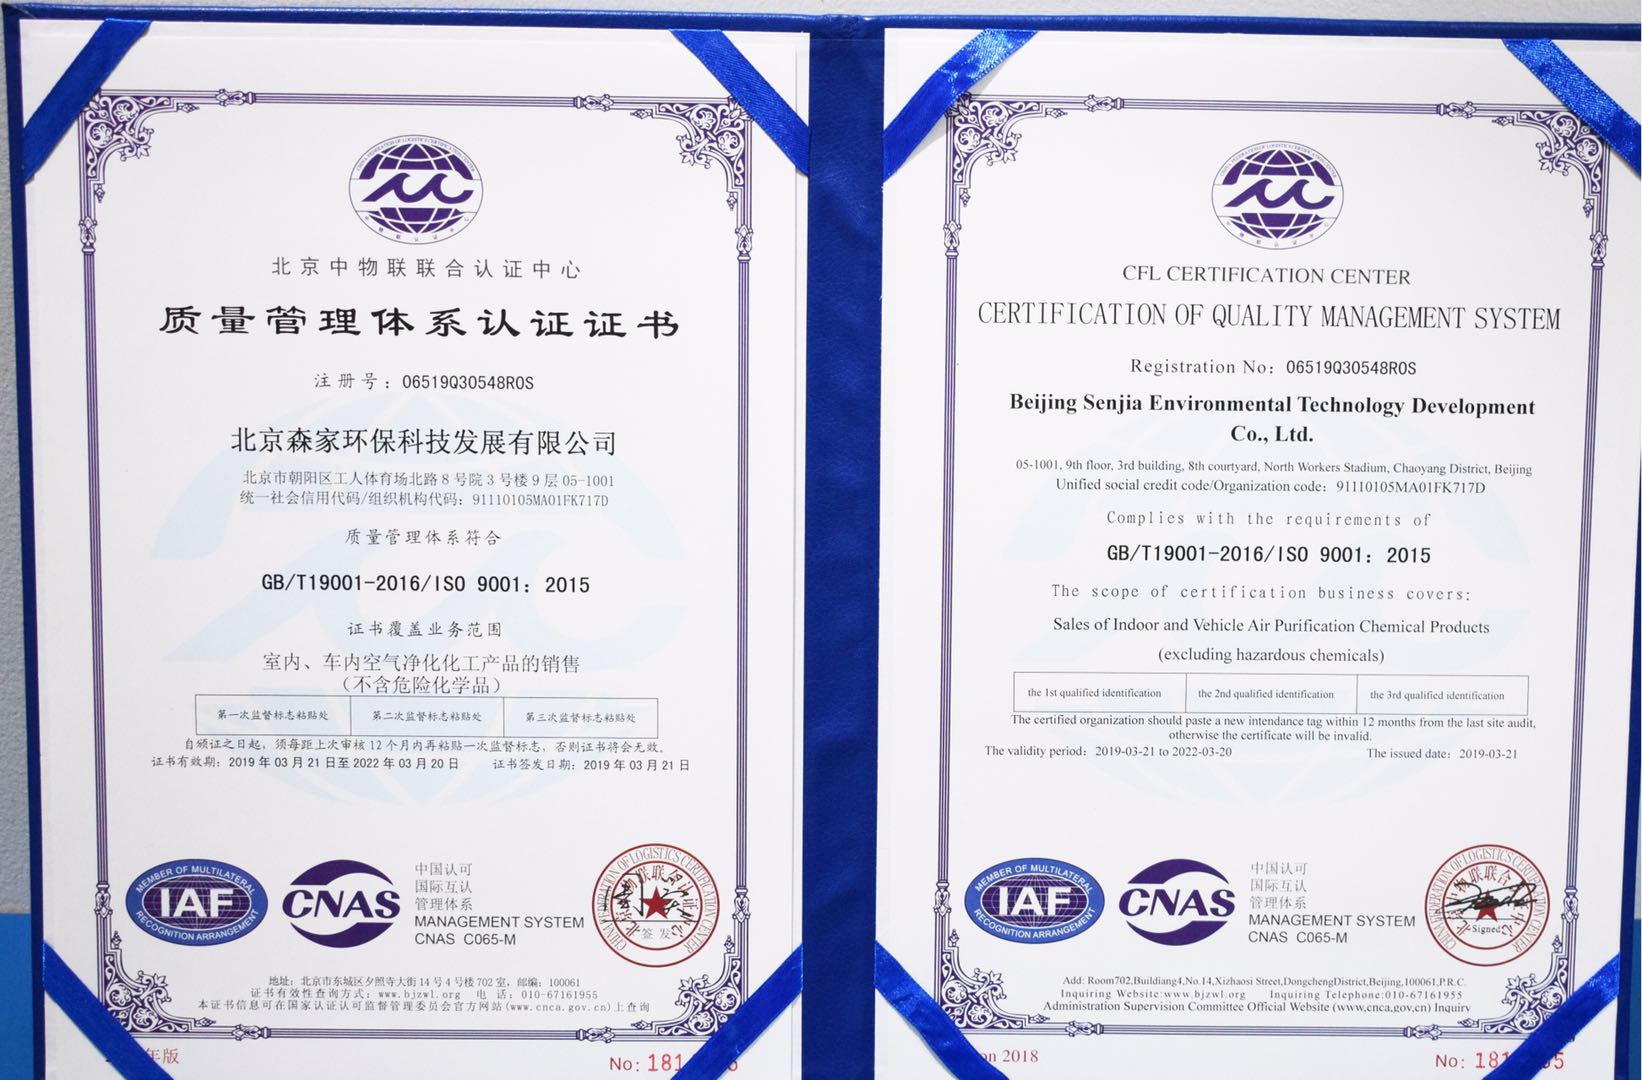 北京中物联联合认证中心
质量管理体系认证证书
注册号：06519Q30548R0S
北京森家环保科技发展有限公司
北京市朝阳区工人体育场北路8号院3号楼9层05-1001
统一社会信用代码/组织机构代码：91110105MA01FK717D
质量管理体系符合
GB/T19001-2016/ISO 9001：2015
证书覆盖业务范围
室内、车内空气净化化工产品的销售
（不含危险化学品）
第一次监督标志粘贴处 第二次监督标志粘贴处 第三次监督标志粘贴处
自颁证之日起，须每距上次审核12个月内再粘贴一次监督标志，否则证书将会无效。
证书有效期：2019年03月21日至2022年03月20日 证书签发日期：2019年03月21日
MEMBER OF MULTILATERAL
IAF
RECOGNITION ARRANGEMENT
CNAS
中国认可
国际互认
管理体系
MANAGEMENT SYSTEM
CNAS C065-M
签发
地址：北京市东城区夕照寺大街14号4号楼702室，邮编：100061
证书有效性查询方式：www.bjzwl.org 电 话：010-67161955
本证书信息可在国家认证认可监督管理委员会官方网站(www.cnca.gov.cn)上查询
年版
No: 181
CFL CERTIFICATION CENTER
CERTIFICATION OF QUALITY MANAGEMENT SYSTEM
Registration No：06519Q30548R0S
Beijing Senjia Environmental Technology Development
Co., Ltd.
05-1001, 9th floor, 3rd building, 8th courtyard, North Workers Stadium, Chaoyang District, Beijing
Unified social credit code/Organization code：91110105MA01FK717D
Complies with the requirements of
GB/T19001-2016/ISO 9001：2015
The scope of certification business covers:
Sales of Indoor and Vehicle Air Purification Chemical Products
(excluding hazardous chemicals)
the 1st qualified identification the 2nd qualified identification the 3rd qualified identification
The certified organization should paste a new intendance tag within 12 months from the last site audit,
otherwise the certificate will be invalid.
The validity period：2019-03-21 to 2022-03-20 The issued date：2019-03-21
MEMBER OF MULTILATERAL
IAF
RECOGNITION ARRANGEMENT
CNAS
中国认可
国际互认
管理体系
MANAGEMENT SYSTEM
CNAS C065-M
Signed
Add: Room702,Buildiang4,No.14,Xizhaosi Street,DongchengDistrict,Beijing,100061,P.R.C.
Inquiring Website:www.bjzwl.org Inquiring Telephone:010-67161955
Administration Supervision Committee Official Website (www,cnca,gov,cn) Inquiry
on 2018
No: 181